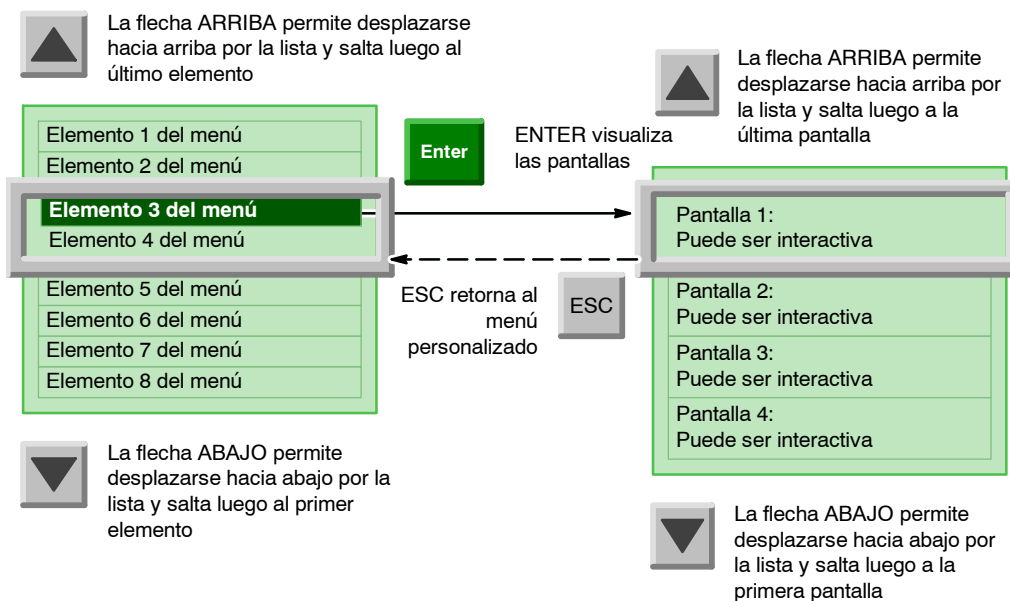 La flecha ARRIBA permite desplazarse
hacia arriba por la lista y salta luego al
último elemento
La flecha ARRIBA permite
desplazarse hacia arriba por
la lista y salta luego a la
última pantalla
Elemento 1 del menú
Elemento 2 del menú
Elemento 3 del menú
Elemento 4 del menú
Elemento 5 del menú
Elemento 6 del menú
Elemento 7 del menú
Elemento 8 del menú
Enter
ENTER visualiza
las pantallas
ESC retorna al
menú
personalizado
ESC
Pantalla 1:
Puede ser interactiva
Pantalla 2:
Puede ser interactiva
Pantalla 3:
Puede ser interactiva
Pantalla 4:
Puede ser interactiva
La flecha ABAJO permite
desplazarse hacia abajo por la
lista y salta luego al primer
elemento
La flecha ABAJO permite
desplazarse hacia abajo por
la lista y salta luego a la
primera pantalla